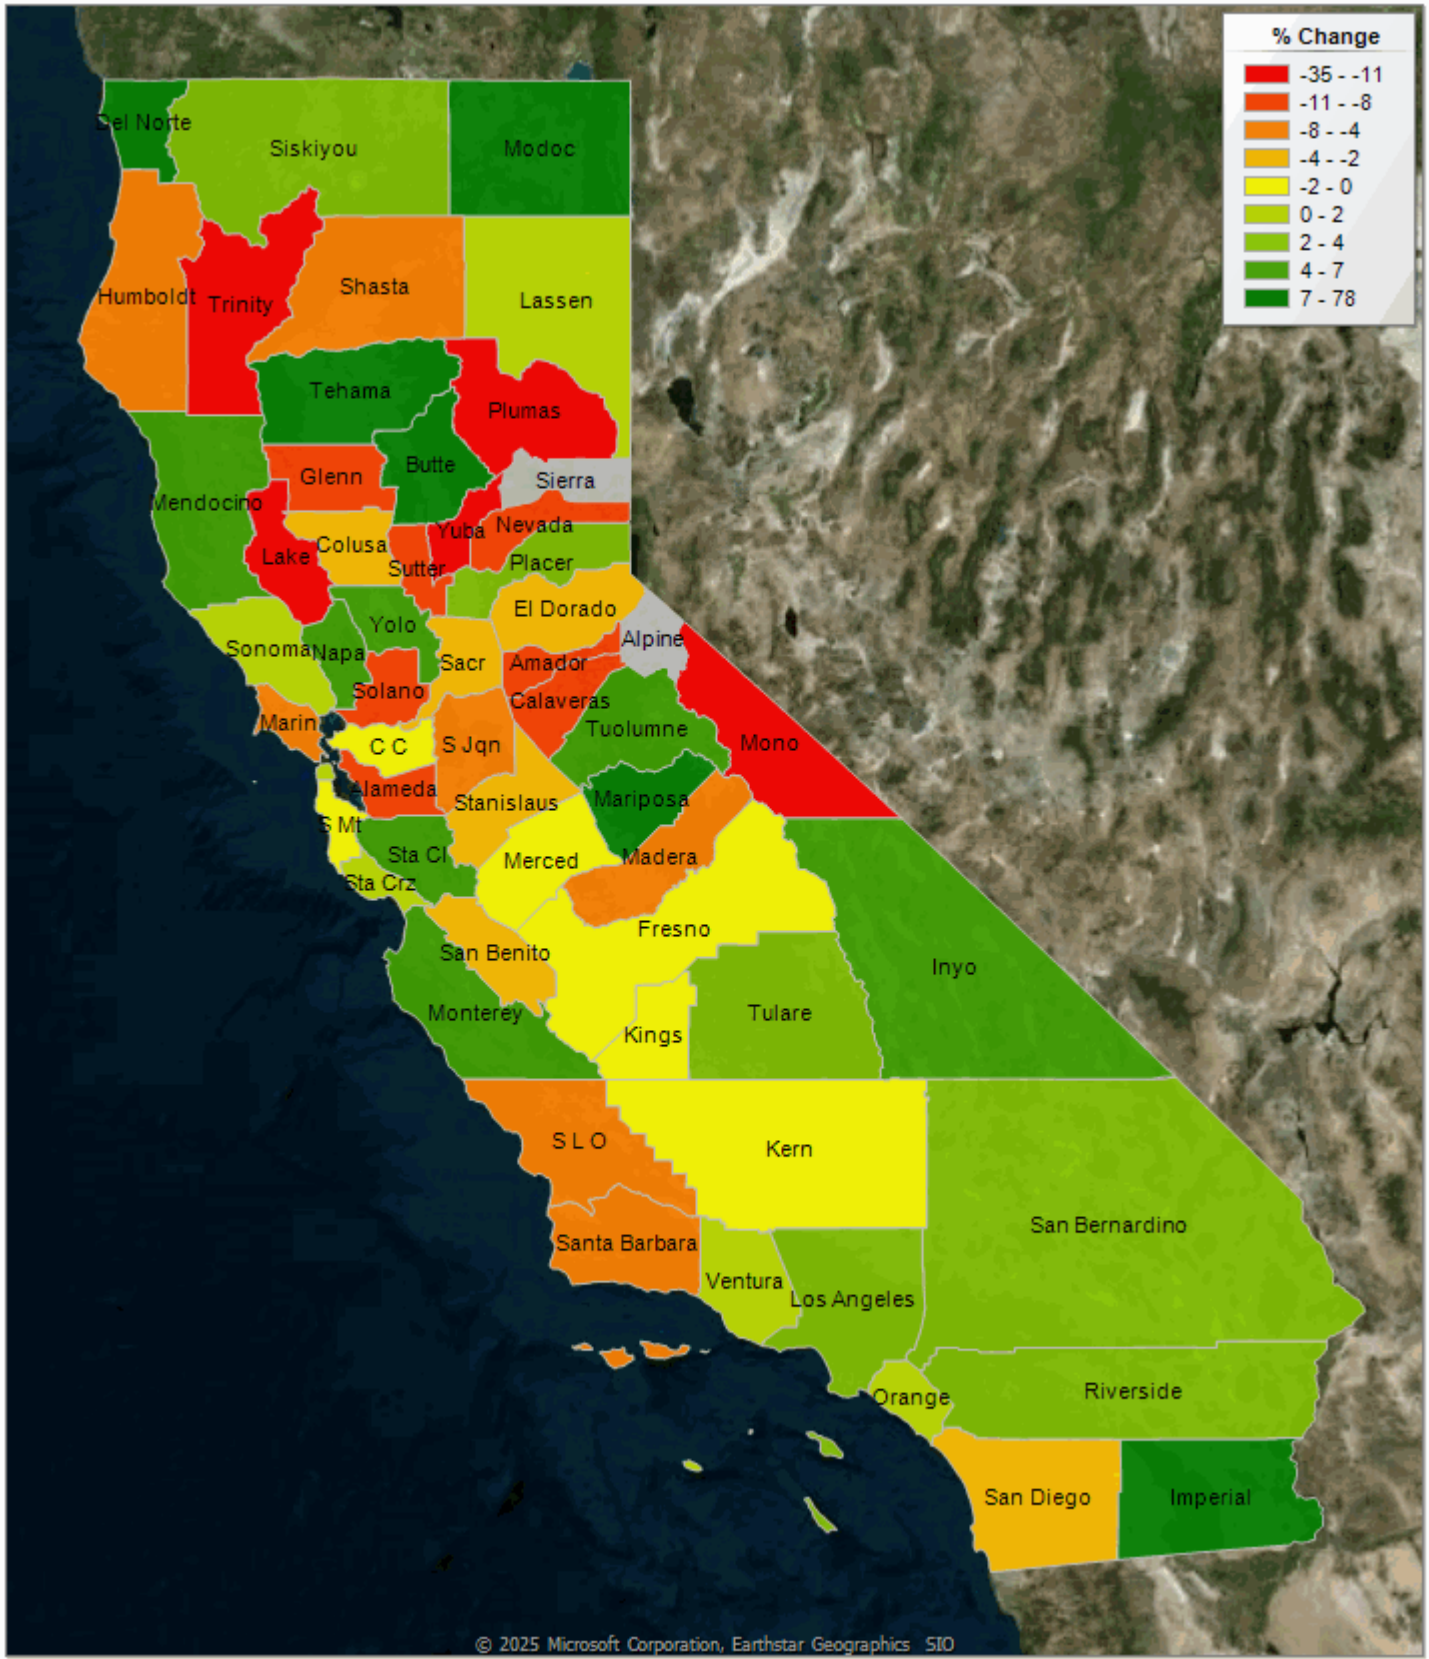 % Change
-35 - -11
-11 - -8
-8 - -4
-4 - -2
-2 - 0
0 - 2
2 - 4
4 - 7
7 - 78
Del Norte
Siskiyou
Modoc
Humboldt
Trinity
Shasta
Lassen
Tehama
Plumas
Mendocino
Glenn
Butte
Sierra
Lake
Colusa
Sutter
Yuba
Nevada
Placer
El Dorado
Sonoma
Napa
Yolo
Sacr
Amador
Alpine
Solano
Calaveras
Marin
C C
S Jqn
Tuolumne
Mono
Alameda
Stanislaus
Mariposa
S Mt
Sta Cl
Merced
Madera
Sta Crz
Fresno
San Benito
Inyo
Monterey
Kings
Tulare
S L O
Kern
Santa Barbara
San Bernardino
Ventura
Los Angeles
Orange
Riverside
San Diego
Imperial
© 2025 Microsoft Corporation, Earthstar Geographics SIO